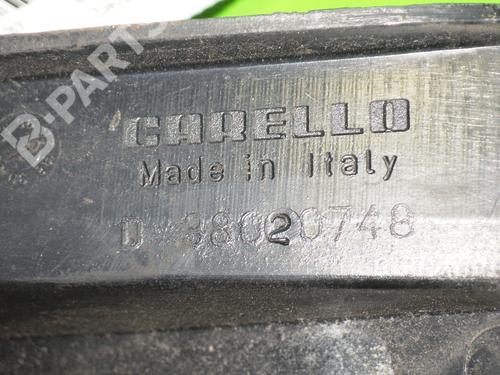 CARELLO
Made in Italy
D 38020748
B-PARTS